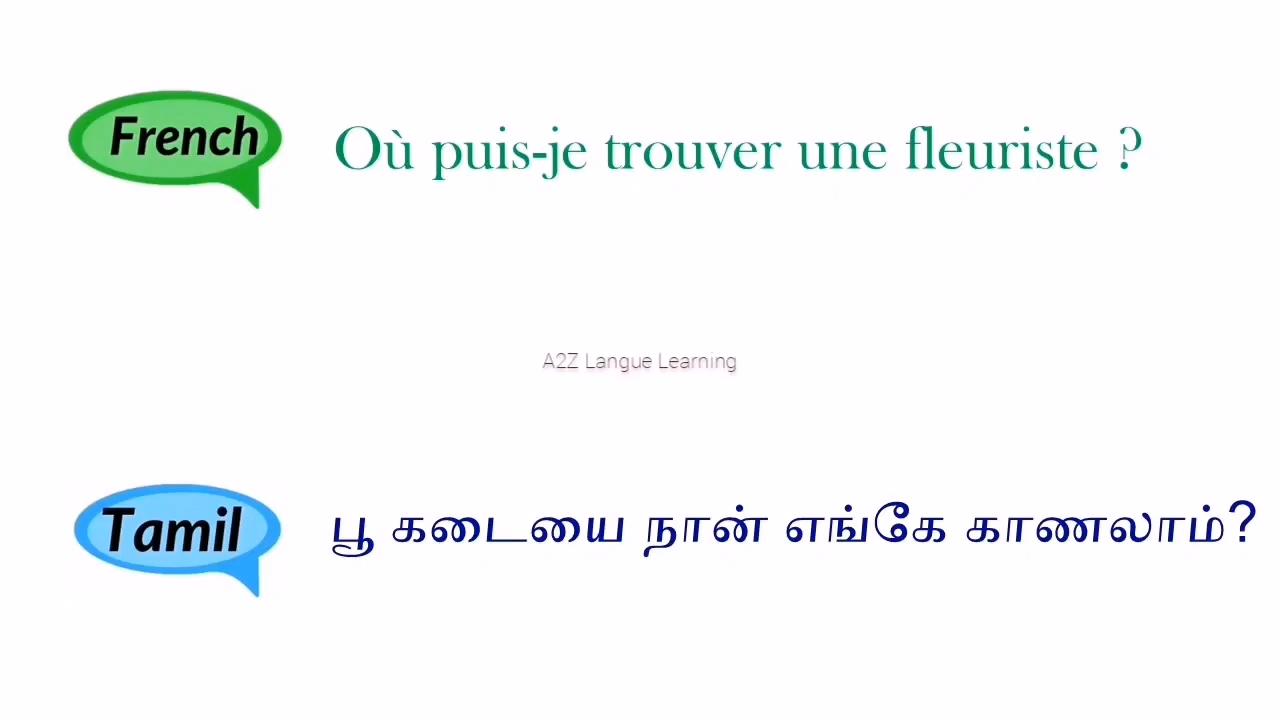 French
Où puis-je trouver une fleuriste ?
A2Z Langue Learning
Tamil
பூ கடையை நான் எங்கே காணலாம்?